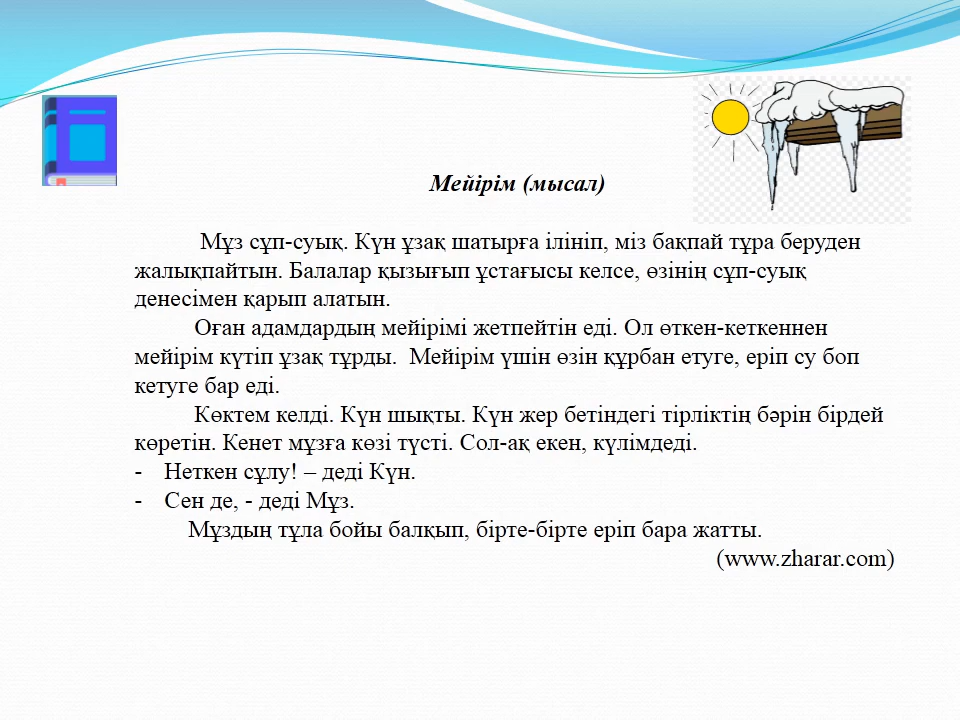 Мейірім (мысал)
Мұз сұп-суық. Күн ұзақ шатырға ілініп, міз бақпай тұра беруден
жалықпайтын. Балалар қызығып ұстағысы келсе, өзінің сұп-суық
денесімен қарып алатын.
Оған адамдардың мейірімі жетпейтін еді. Ол өткен-кеткеннен
мейірім күтіп ұзақ тұрды. Мейірім үшін өзін құрбан етуге, еріп су боп
кетуге бар еді.
Көктем келді. Күн шықты. Күн жер бетіндегі тірліктің бәрін бірдей
көретін. Кенет мұзға көзі түсті. Сол-ақ екен, күлімдеді.
- Неткен сұлу! – деді Күн.
- Сен де, - деді Мұз.
Мұздың тұла бойы балқып, бірте-бірте еріп бара жатты.
(www.zharar.com)